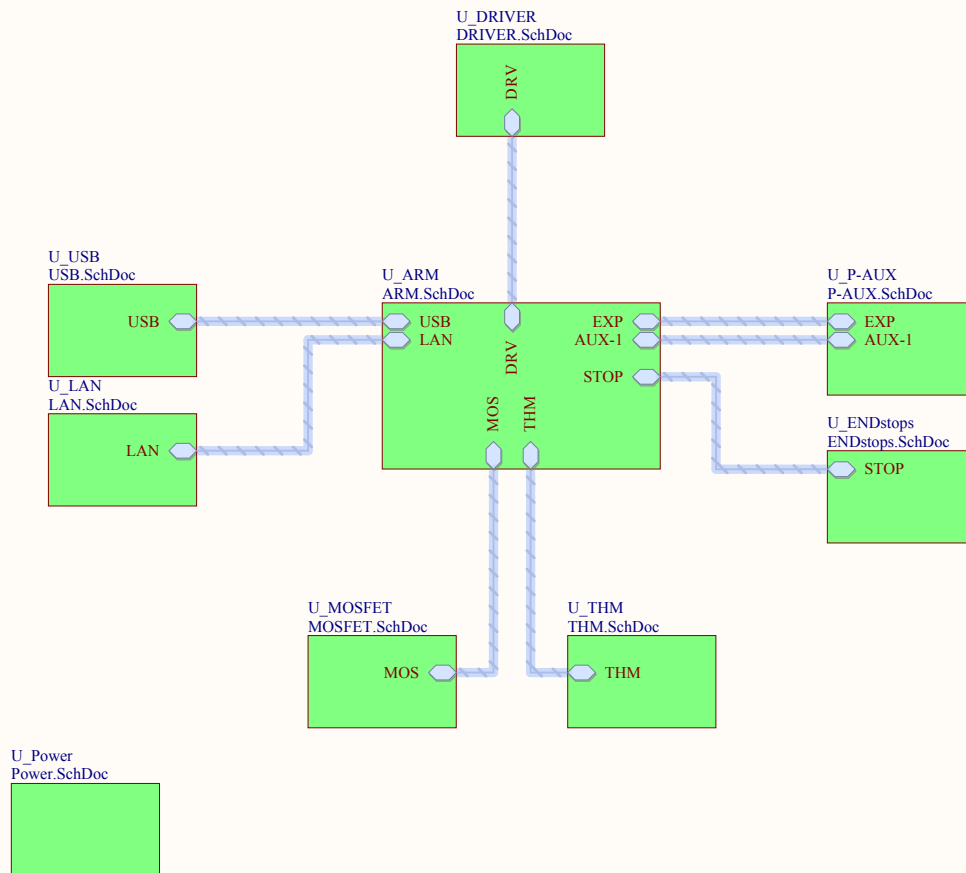 U_DRIVER
DRIVER.SchDoc
DRV
U_USB
USB.SchDoc
USB
U_ARM
ARM.SchDoc
USB
LAN
DRV
EXP
AUX-1
STOP
MOS
THM
U_P-AUX
P-AUX.SchDoc
EXP
AUX-1
U_LAN
LAN.SchDoc
LAN
U_ENDstops
ENDstops.SchDoc
STOP
U_MOSFET
MOSFET.SchDoc
MOS
U_THM
THM.SchDoc
THM
U_Power
Power.SchDoc